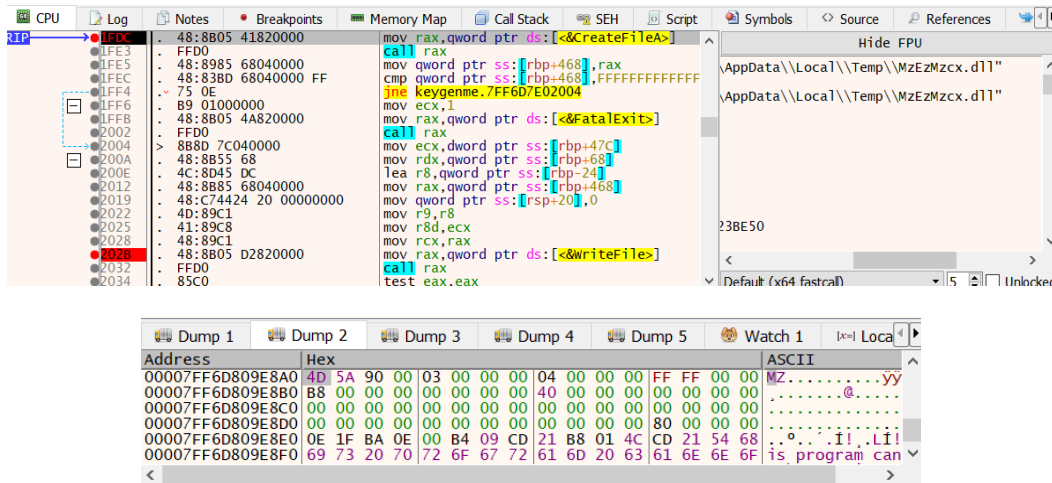 CPU Log Notes Breakpoints Memory Map Call Stack SEH Script Symbols Source References
RIP 1FDC . 48:8B05 41820000 mov rax,qword ptr ds:[<&CreateFileA>]
1FE3 . FFD0 call rax
1FE5 . 48:8985 68040000 mov qword ptr ss:[rbp+468],rax
1FEC . 48:83BD 68040000 FF cmp qword ptr ss:[rbp+468],FFFFFFFFFFFFF
1FF4 . 75 0E jne keygenme.7FF6D7E02004
1FF6 . B9 01000000 mov ecx,1
1FFB . 48:8B05 4A820000 mov rax,qword ptr ds:[<&FatalExit>]
2002 . FFD0 call rax
2004 > 8B8D 7C040000 mov ecx,dword ptr ss:[rbp+47C]
200A . 48:8B55 68 mov rdx,qword ptr ss:[rbp+68]
200E . 4C:8D45 DC lea r8,qword ptr ss:[rbp-24]
2012 . 48:8B85 68040000 mov rax,qword ptr ss:[rbp+468]
2019 . 48:C74424 20 00000000 mov qword ptr ss:[rsp+20],0
2022 . 4D:89C1 mov r9,r8
2025 . 41:89C8 mov r8d,ecx
2028 . 48:89C1 mov rcx,rax
202B . 48:8B05 D2820000 mov rax,qword ptr ds:[<&WriteFile>]
2032 . FFD0 call rax
2034 . 85C0 test eax,eax
Hide FPU
\AppData\\Local\\Temp\\MzEzMzcx.dll"
\AppData\\Local\\Temp\\MzEzMzcx.dll"
23BE50
Default (x64 fastcall) 5 Unlocked
Dump 1 Dump 2 Dump 3 Dump 4 Dump 5 Watch 1 [x=] Loca
Address Hex ASCII
00007FF6D809E8A0 4D 5A 90 00 03 00 00 00 04 00 00 00 FF FF 00 00 MZ..........ÿÿ
00007FF6D809E8B0 B8 00 00 00 00 00 00 00 40 00 00 00 00 00 00 00 ¸.......@.....
00007FF6D809E8C0 00 00 00 00 00 00 00 00 00 00 00 00 00 00 00 00 ..............
00007FF6D809E8D0 00 00 00 00 00 00 00 00 00 00 00 00 80 00 00 00 ..............
00007FF6D809E8E0 0E 1F BA 0E 00 B4 09 CD 21 B8 01 4C CD 21 54 68 ..º..´.Í!¸.LÍ!
00007FF6D809E8F0 69 73 20 70 72 6F 67 72 61 6D 20 63 61 6E 6E 6F is program can